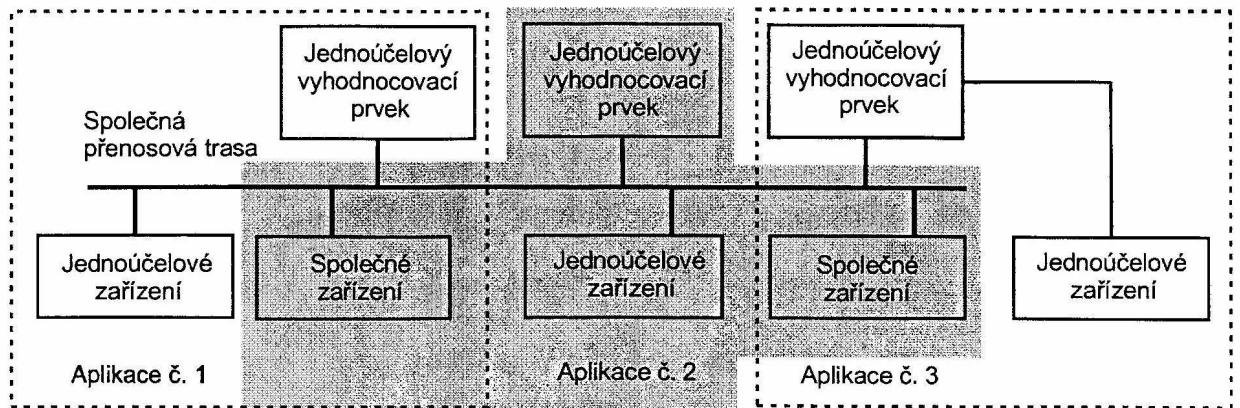 Jednoúčelový
vyhodnocovací
prvek
Jednoúčelový
vyhodnocovací
prvek
Jednoúčelový
vyhodnocovací
prvek
Společná
přenosová trasa
Jednoúčelové
zařízení
Společné
zařízení
Jednoúčelové
zařízení
Společné
zařízení
Jednoúčelové
zařízení
Aplikace č. 1
Aplikace č. 2
Aplikace č. 3